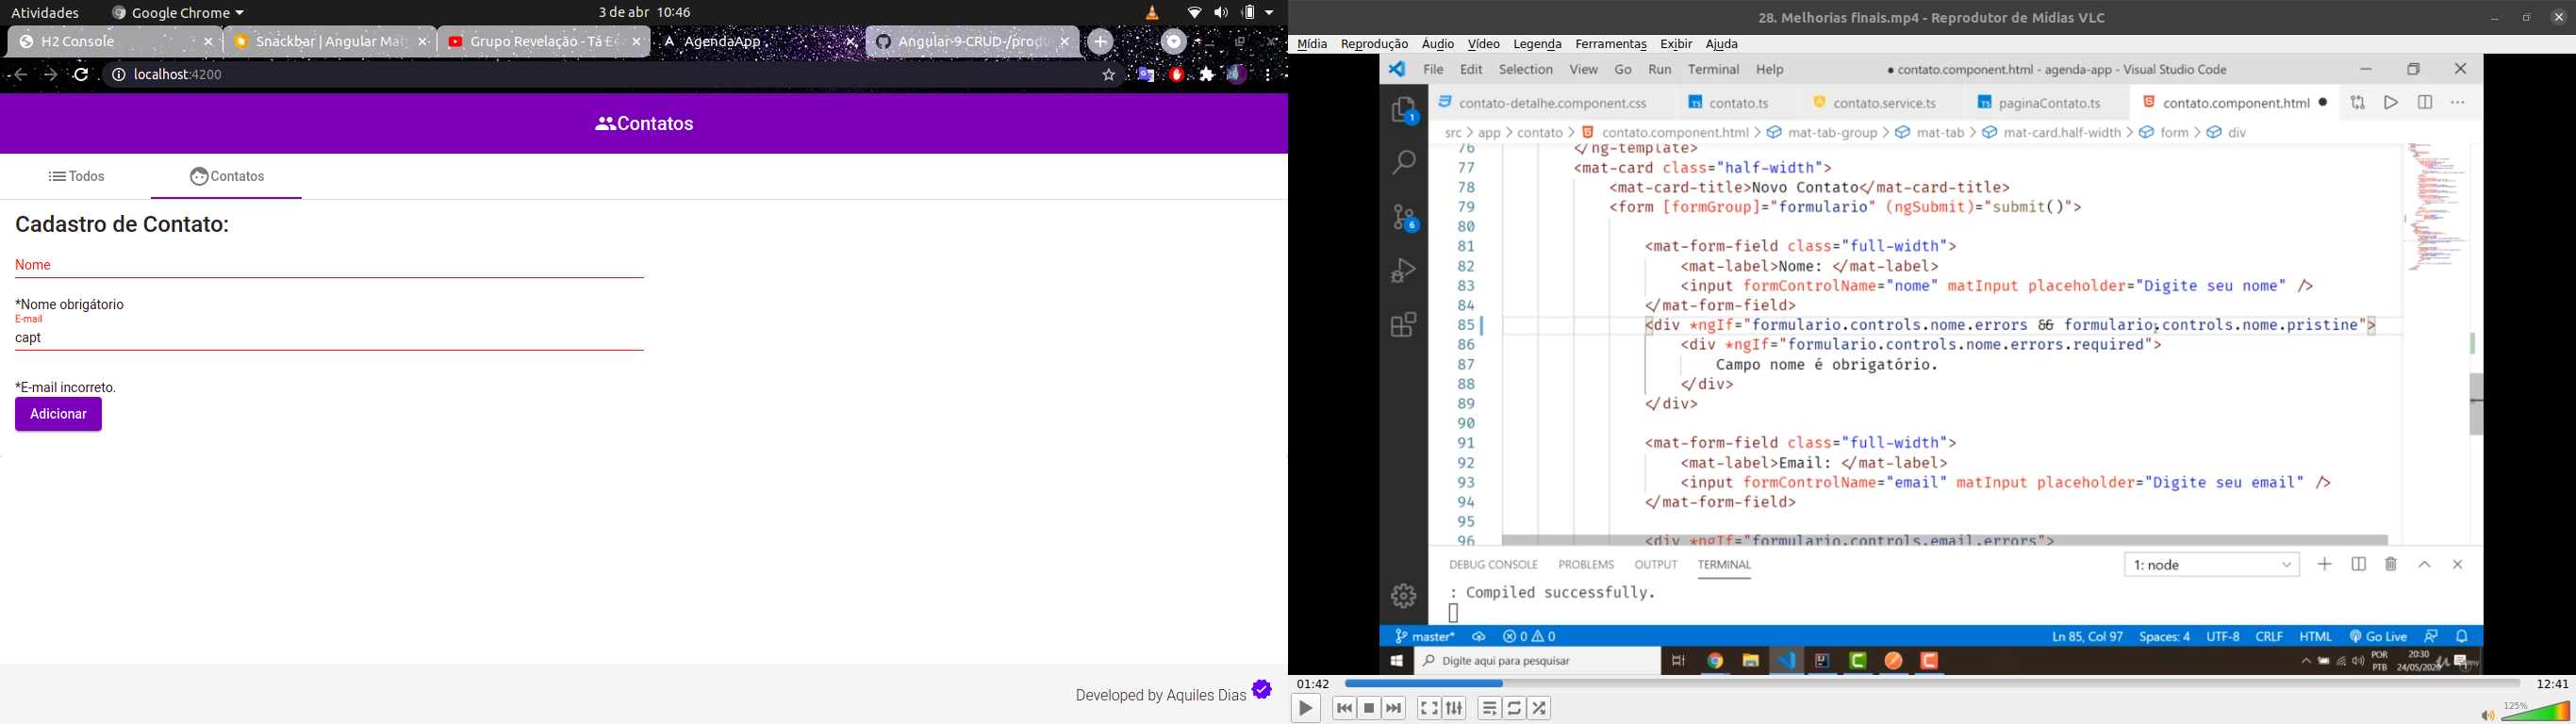 Atividades
Google Chrome
3 de abr 10:46
H2 Console
Snackbar | Angular Mat
Grupo Revelação - Tá Es
AgendaApp
Angular-9-CRUD-/produ
localhost:4200
Contatos
Todos
Contatos
Cadastro de Contato:
Nome
*Nome obrigátorio
E-mail
capt
*E-mail incorreto.
Adicionar
Developed by Aquiles Dias
28. Melhorias finais.mp4 - Reprodutor de Mídias VLC
Mídia Reprodução Áudio Vídeo Legenda Ferramentas Exibir Ajuda
File Edit Selection View Go Run Terminal Help
● contato.component.html - agenda-app - Visual Studio Code
contato-detalhe.component.css
contato.ts
contato.service.ts
paginaContato.ts
contato.component.html ●
src > app > contato > contato.component.html > mat-tab-group > mat-tab > mat-card.half-width > form > div
76 </ng-template>
77 <mat-card class="half-width">
78 <mat-card-title>Novo Contato</mat-card-title>
79 <form [formGroup]="formulario" (ngSubmit)="submit()">
80
81 <mat-form-field class="full-width">
82 <mat-label>Nome: </mat-label>
83 <input formControlName="nome" matInput placeholder="Digite seu nome" />
84 </mat-form-field>
85 <div *ngIf="formulario.controls.nome.errors && formulario.controls.nome.pristine">
86 <div *ngIf="formulario.controls.nome.errors.required">
87 Campo nome é obrigatório.
88 </div>
89 </div>
90
91 <mat-form-field class="full-width">
92 <mat-label>Email: </mat-label>
93 <input formControlName="email" matInput placeholder="Digite seu email" />
94 </mat-form-field>
95
96 <div *ngIf="formulario.controls.email.errors">
DEBUG CONSOLE PROBLEMS OUTPUT TERMINAL
1: node
: Compiled successfully.
master* 0 0
Ln 85, Col 97 Spaces: 4 UTF-8 CRLF HTML Go Live
Digite aqui para pesquisar
POR
PTB
20:30
24/05/2020
01:42
12:41
125%